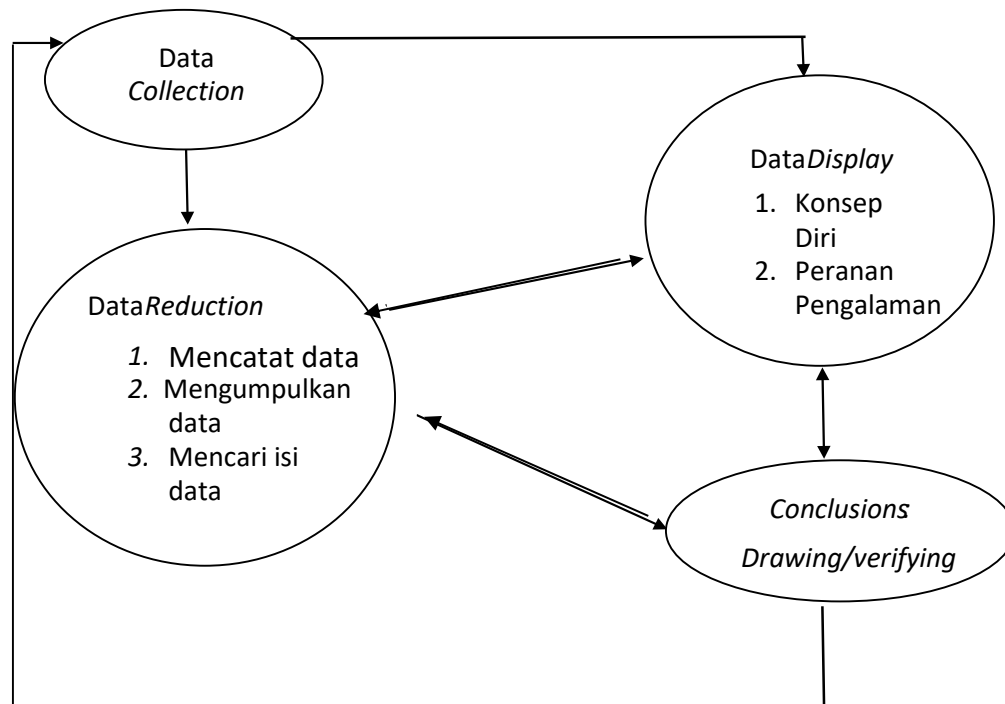 Data
Collection
DataDisplay
1. Konsep
Diri
2. Peranan
Pengalaman
DataReduction
1. Mencatat data
2. Mengumpulkan
data
3. Mencari isi
data
Conclusions:
Drawing/verifying